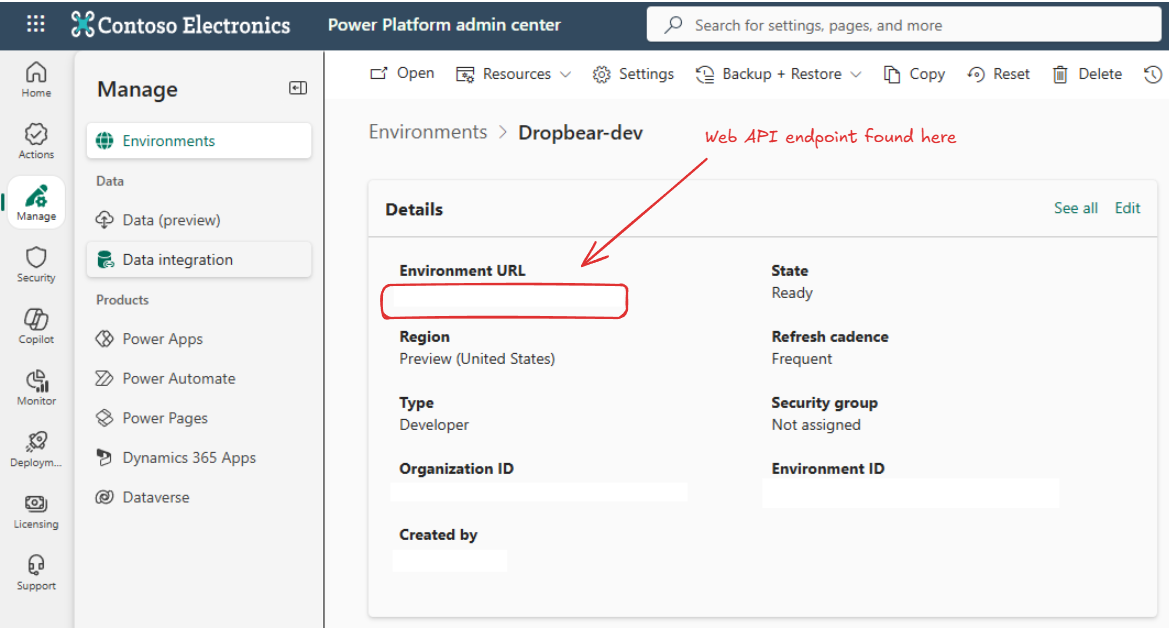 Contoso Electronics
Power Platform admin center
Search for settings, pages, and more
Home
Actions
Manage
Security
Copilot
Monitor
Deploym...
Licensing
Support
Manage
Environments
Data
Data (preview)
Data integration
Products
Power Apps
Power Automate
Power Pages
Dynamics 365 Apps
Dataverse
Open
Resources
Settings
Backup + Restore
Copy
Reset
Delete
Environments > Dropbear-dev
Web API endpoint found here
Details
See all
Edit
Environment URL
State
Ready
Region
Preview (United States)
Refresh cadence
Frequent
Type
Developer
Security group
Not assigned
Organization ID
Environment ID
Created by